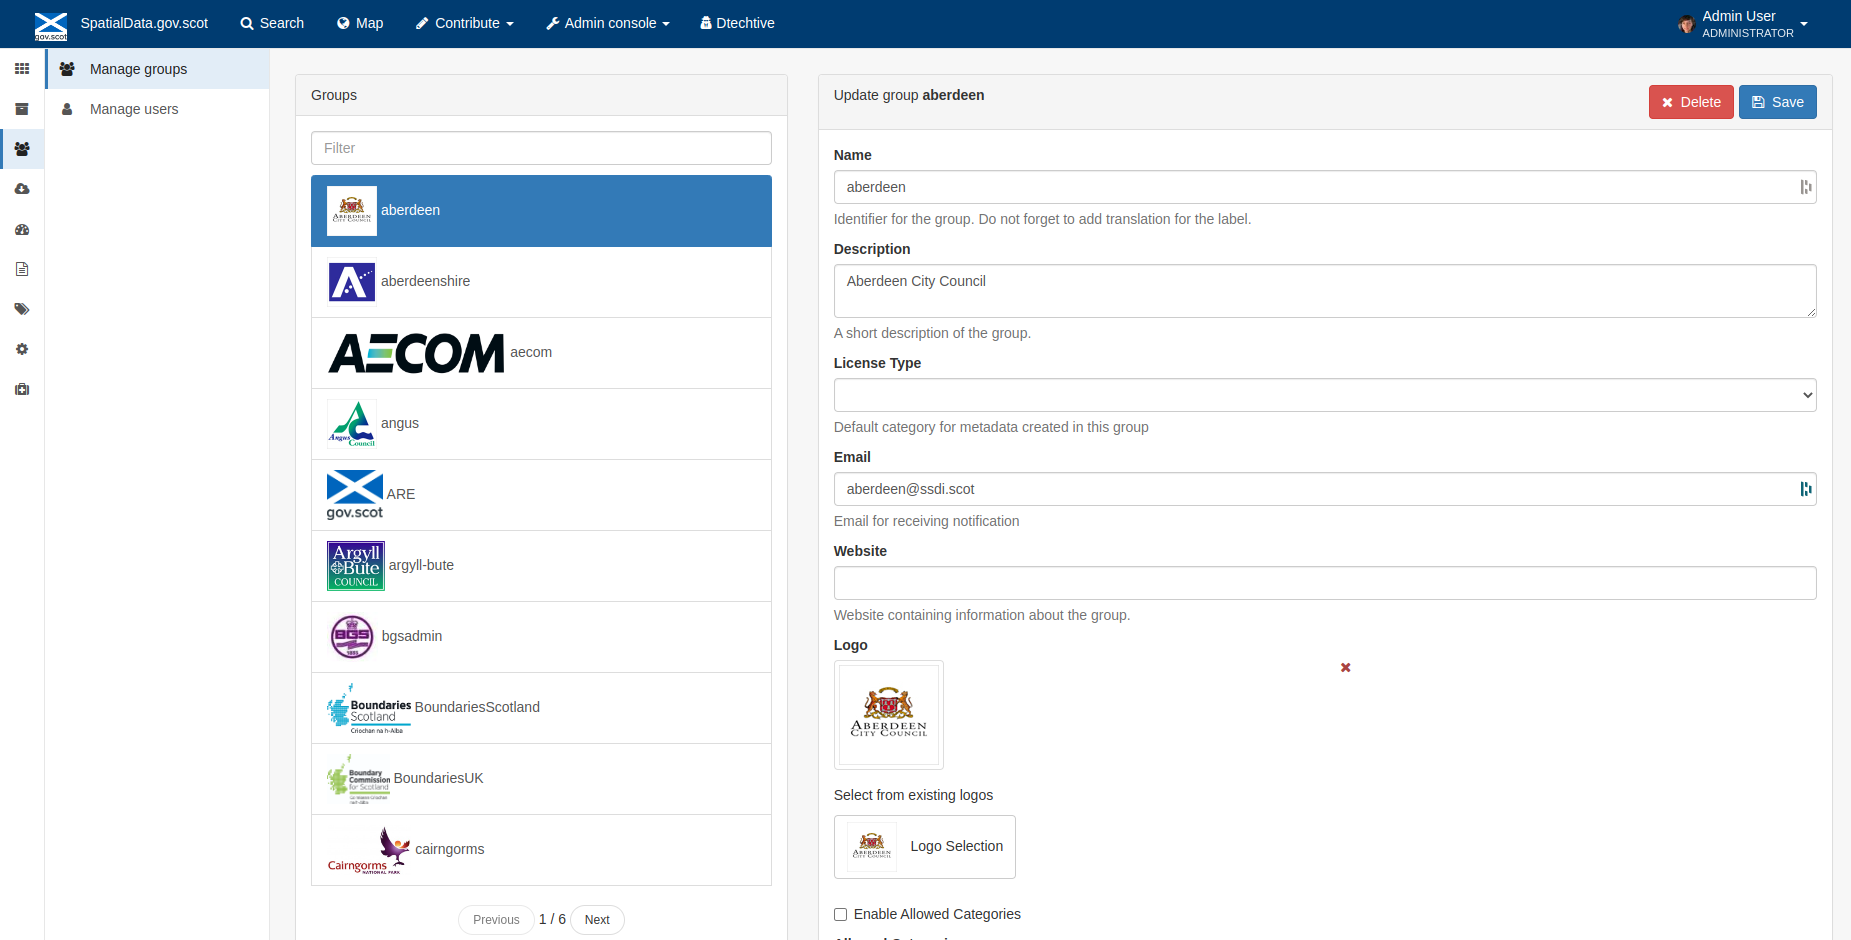 gov.scot
SpatialData.gov.scot
Search
Map
Contribute
Admin console
Dtechtive
Admin User
ADMINISTRATOR
Manage groups
Manage users
Groups
Filter
ABERDEEN
CITY COUNCIL
aberdeen
A
aberdeenshire
AECOM
aecom
Angus
Council
angus
gov.scot
ARE
Argyll
Bute
COUNCIL
argyll-bute
BGS
bgsadmin
Boundaries
Scotland
Crìochan na h-Alba
BoundariesScotland
Boundary
Commission
for Scotland
BoundariesUK
Cairngorms
NATIONAL PARK
cairngorms
Previous
1 / 6
Next
Update group aberdeen
Delete
Save
Name
aberdeen
Identifier for the group. Do not forget to add translation for the label.
Description
Aberdeen City Council
A short description of the group.
License Type
Default category for metadata created in this group
Email
aberdeen@ssdi.scot
Email for receiving notification
Website
Website containing information about the group.
Logo
ABERDEEN
CITY COUNCIL
Select from existing logos
ABERDEEN
CITY COUNCIL
Logo Selection
Enable Allowed Categories